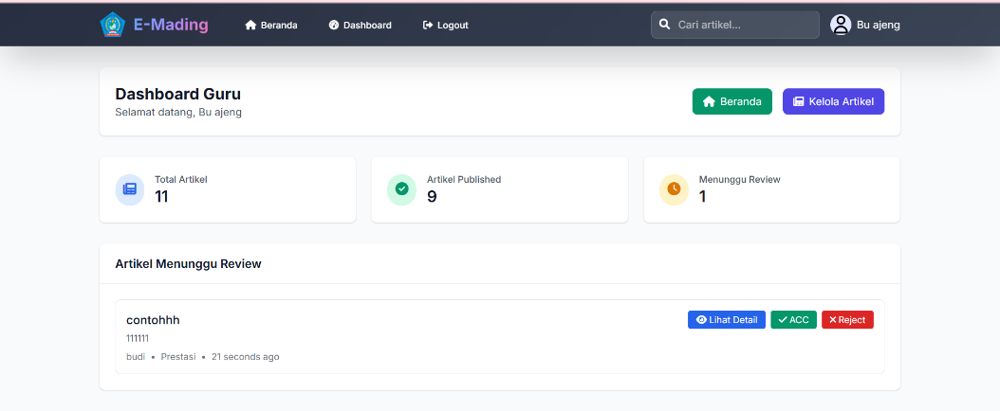 E-Mading
Beranda
Dashboard
Logout
Cari artikel...
Bu ajeng
Dashboard Guru
Selamat datang, Bu ajeng
Beranda
Kelola Artikel
Total Artikel
11
Artikel Published
9
Menunggu Review
1
Artikel Menunggu Review
contohhh
Lihat Detail
ACC
Reject
111111
budi • Prestasi • 21 seconds ago